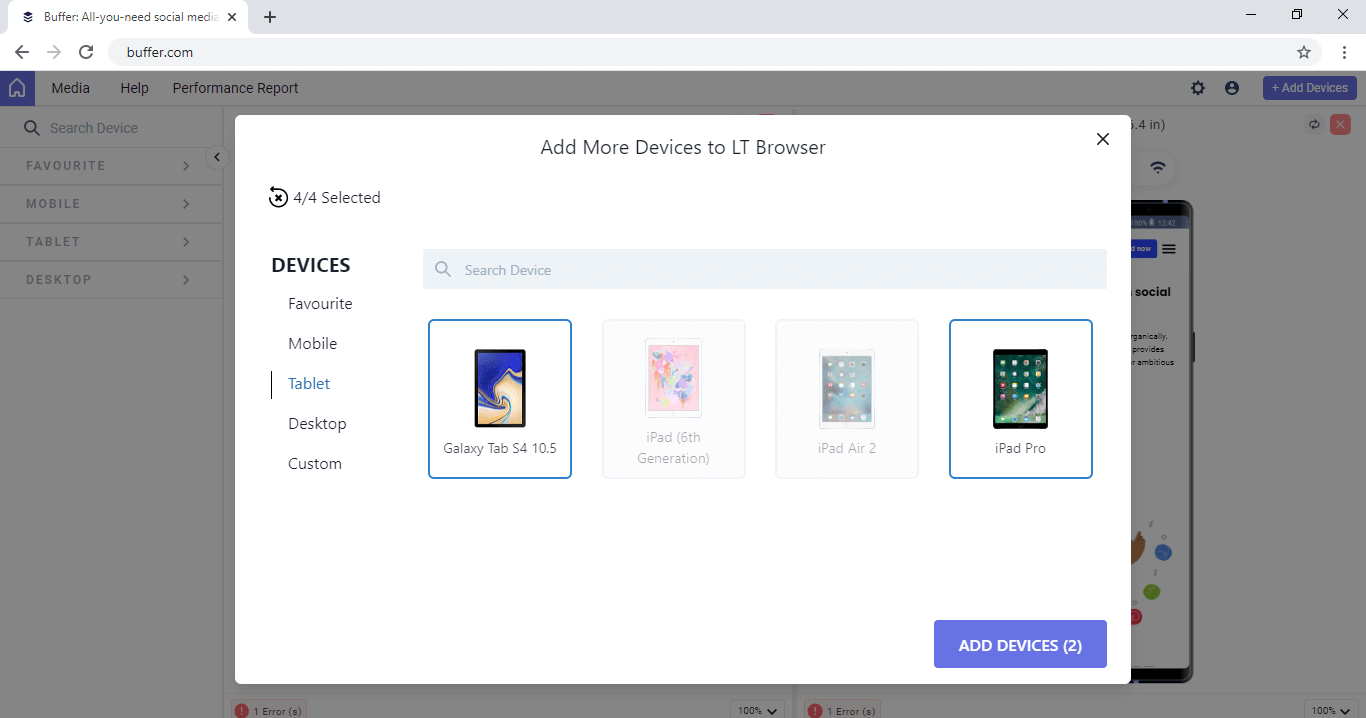 Buffer: All-you-need social media
buffer.com
Media Help Performance Report + Add Devices
Search Device
FAVOURITE
MOBILE
TABLET
DESKTOP
Add More Devices to LT Browser
4/4 Selected
DEVICES
Favourite
Mobile
Tablet
Desktop
Custom
Search Device
Galaxy Tab S4 10.5
iPad (6th
Generation)
iPad Air 2
iPad Pro
ADD DEVICES (2)
.4 in)
12:42
now
social
organically.
provides
ambitious
1 Error (s) 100%
1 Error (s) 100%